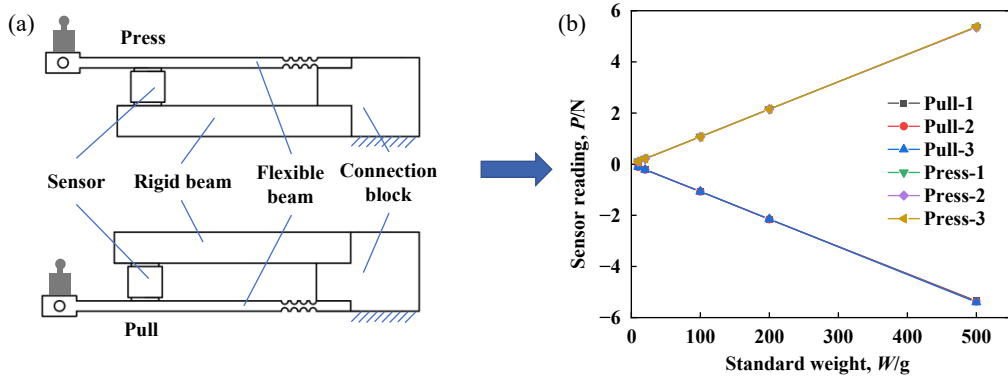 (a)
Press
Sensor
Rigid beam
Flexible
beam
Connection
block
Pull
(b)
Sensor reading, P/N
6
4
2
0
−2
−4
−6
0
100
200
300
400
500
Standard weight, W/g
Pull-1
Pull-2
Pull-3
Press-1
Press-2
Press-3